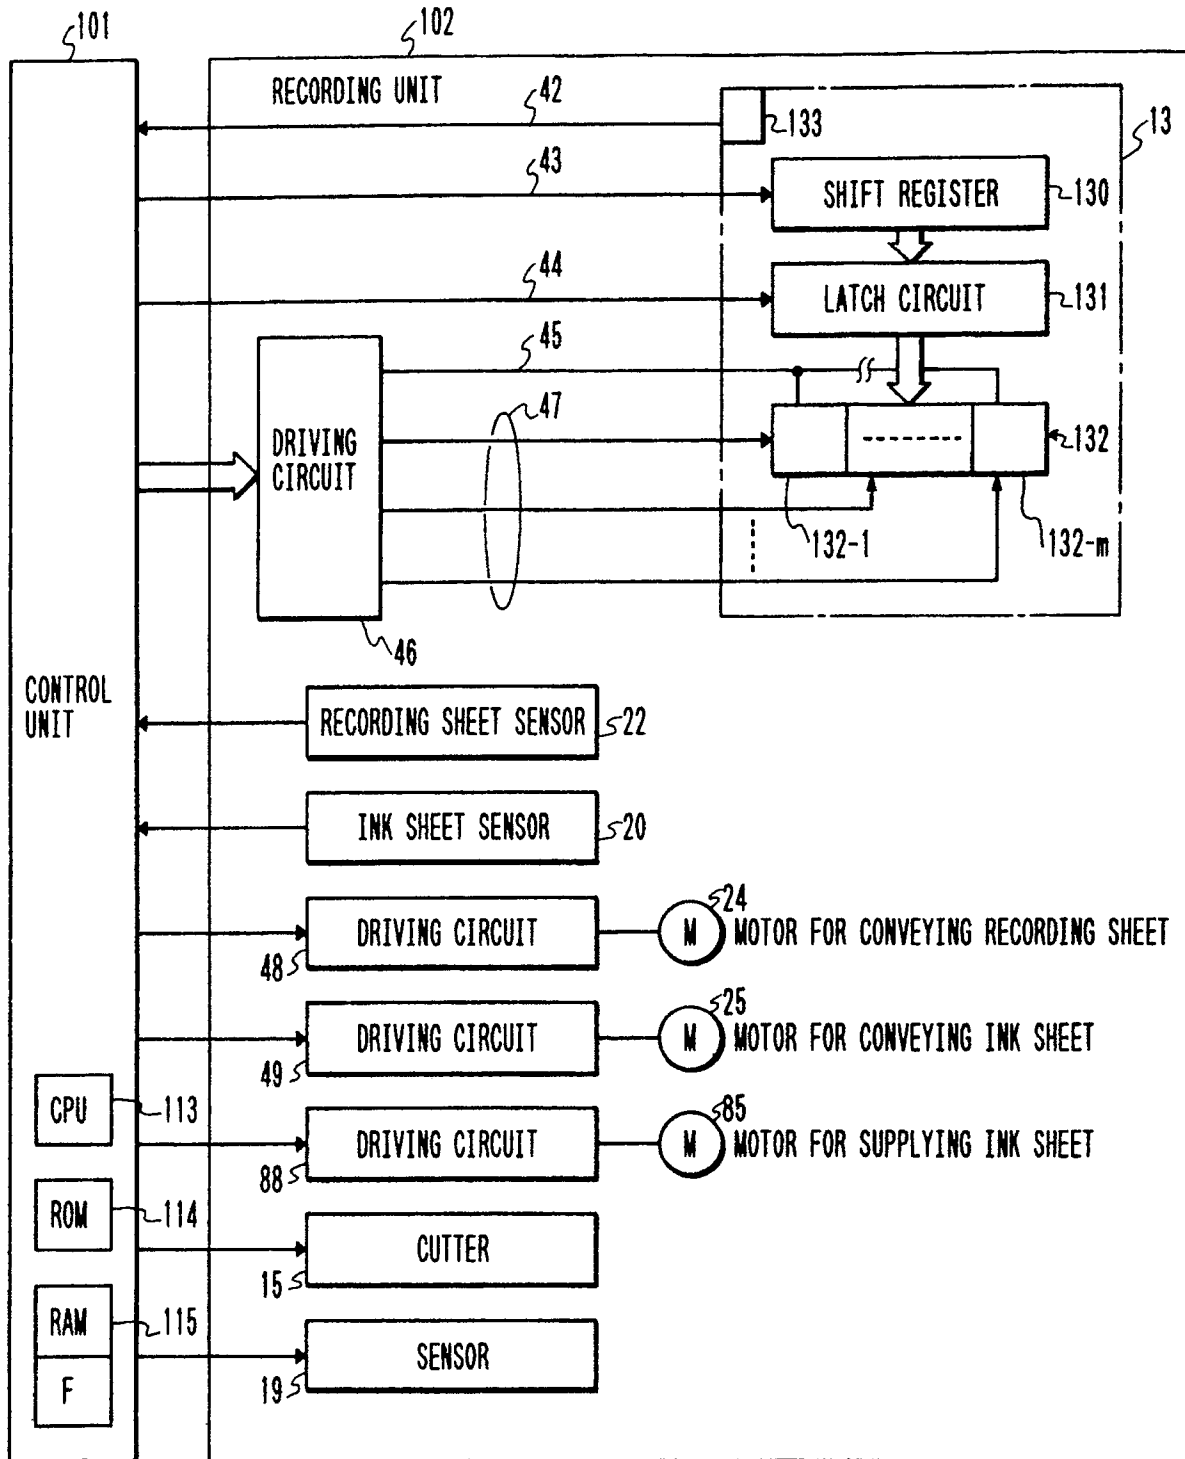 101
102
RECORDING UNIT
42
133
13
43
SHIFT REGISTER
130
44
LATCH CIRCUIT
131
45
47
DRIVING
CIRCUIT
132
132-1
132-m
46
CONTROL
UNIT
RECORDING SHEET SENSOR
22
INK SHEET SENSOR
20
DRIVING CIRCUIT
48
M
24
MOTOR FOR CONVEYING RECORDING SHEET
DRIVING CIRCUIT
49
M
25
MOTOR FOR CONVEYING INK SHEET
CPU
113
DRIVING CIRCUIT
88
M
85
MOTOR FOR SUPPLYING INK SHEET
ROM
114
CUTTER
15
RAM
115
F
SENSOR
19